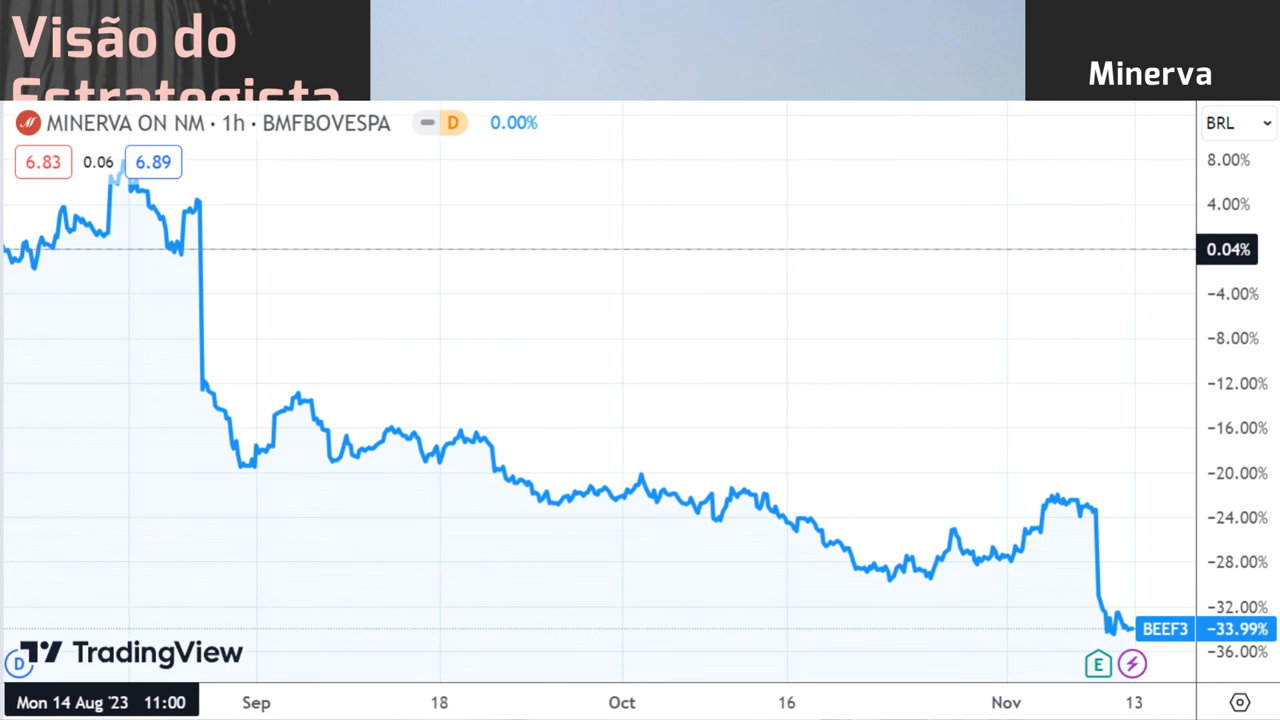 Visão do
Estrategista
Minerva
MINERVA ON NM · 1h · BMFBOVESPA
D
0.00%
BRL
6.83
0.06
6.89
8.00%
4.00%
0.04%
−4.00%
−8.00%
−12.00%
−16.00%
−20.00%
−24.00%
−28.00%
−32.00%
BEEF3
−33.99%
−36.00%
D
TradingView
E
Mon 14 Aug '23 11:00
Sep
18
Oct
16
Nov
13